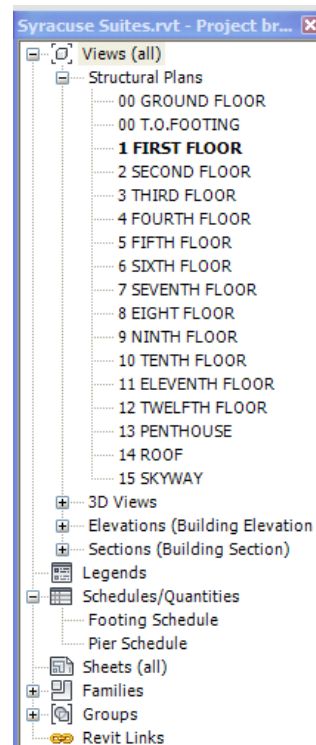 Syracuse Suites.rvt - Project br...
Views (all)
Structural Plans
00 GROUND FLOOR
00 T.O.FOOTING
1 FIRST FLOOR
2 SECOND FLOOR
3 THIRD FLOOR
4 FOURTH FLOOR
5 FIFTH FLOOR
6 SIXTH FLOOR
7 SEVENTH FLOOR
8 EIGHT FLOOR
9 NINTH FLOOR
10 TENTH FLOOR
11 ELEVENTH FLOOR
12 TWELFTH FLOOR
13 PENTHOUSE
14 ROOF
15 SKYWAY
3D Views
Elevations (Building Elevation
Sections (Building Section)
Legends
Schedules/Quantities
Footing Schedule
Pier Schedule
Sheets (all)
Families
Groups
Revit Links